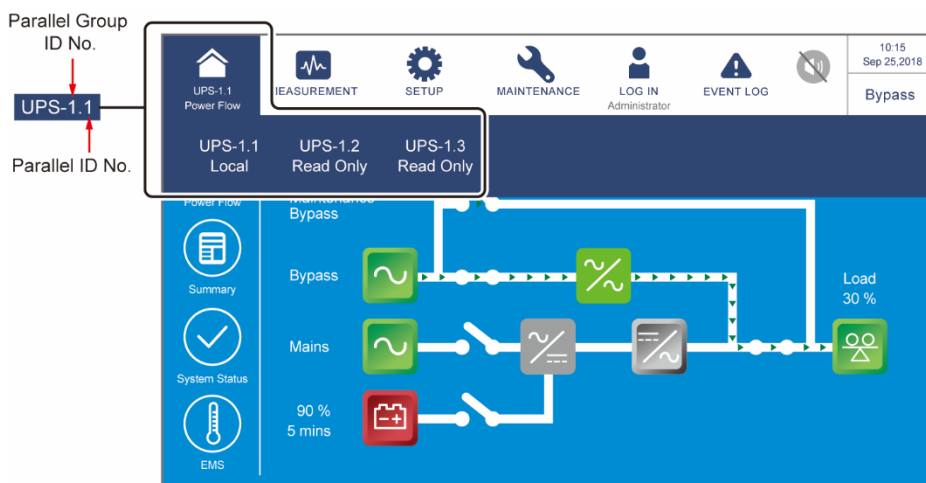 Parallel Group
ID No.
UPS-1.1
Parallel ID No.
UPS-1.1
Power Flow
MEASUREMENT
SETUP
MAINTENANCE
LOG IN
Administrator
EVENT LOG
10:15
Sep 25,2018
Bypass
UPS-1.1
Local
UPS-1.2
Read Only
UPS-1.3
Read Only
Power Flow
Summary
System Status
EMS
Maintenance
Bypass
Bypass
Mains
90 %
5 mins
Load
30 %